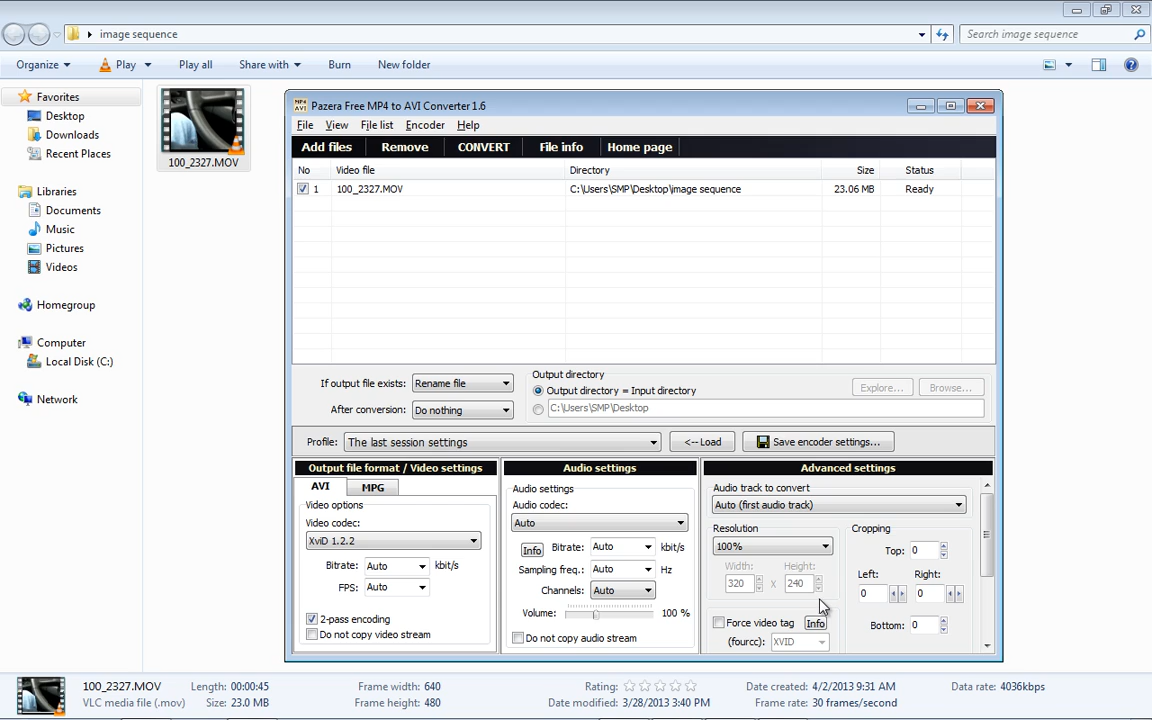 image sequence
Search image sequence
Organize Play Play all Share with Burn New folder
Favorites
Desktop
Downloads
Recent Places
Libraries
Documents
Music
Pictures
Videos
Homegroup
Computer
Local Disk (C:)
Network
100_2327.MOV
MP4 AVI Pazera Free MP4 to AVI Converter 1.6
File View File list Encoder Help
Add files Remove CONVERT File info Home page
No Video file Directory Size Status
1 100_2327.MOV C:\Users\SMP\Desktop\image sequence 23.06 MB Ready
If output file exists: Rename file
After conversion: Do nothing
Output directory
Output directory = Input directory
Explore... Browse...
C:\Users\SMP\Desktop
Profile: The last session settings <-- Load Save encoder settings...
Output file format / Video settings
AVI MPG
Video options
Video codec:
XviD 1.2.2
Bitrate: Auto kbit/s
FPS: Auto
2-pass encoding
Do not copy video stream
Audio settings
Audio settings
Audio codec:
Auto
Info Bitrate: Auto kbit/s
Sampling freq.: Auto Hz
Channels: Auto
Volume: 100 %
Do not copy audio stream
Advanced settings
Audio track to convert
Auto (first audio track)
Resolution
100%
Width: Height:
320 x 240
Force video tag Info
(fourcc): XVID
Cropping
Top: 0
Left: Right:
0 0
Bottom: 0
100_2327.MOV Length: 00:00:45 Frame width: 640 Rating: Date created: 4/2/2013 9:31 AM Data rate: 4036kbps
VLC media file (.mov) Size: 23.0 MB Frame height: 480 Date modified: 3/28/2013 3:40 PM Frame rate: 30 frames/second